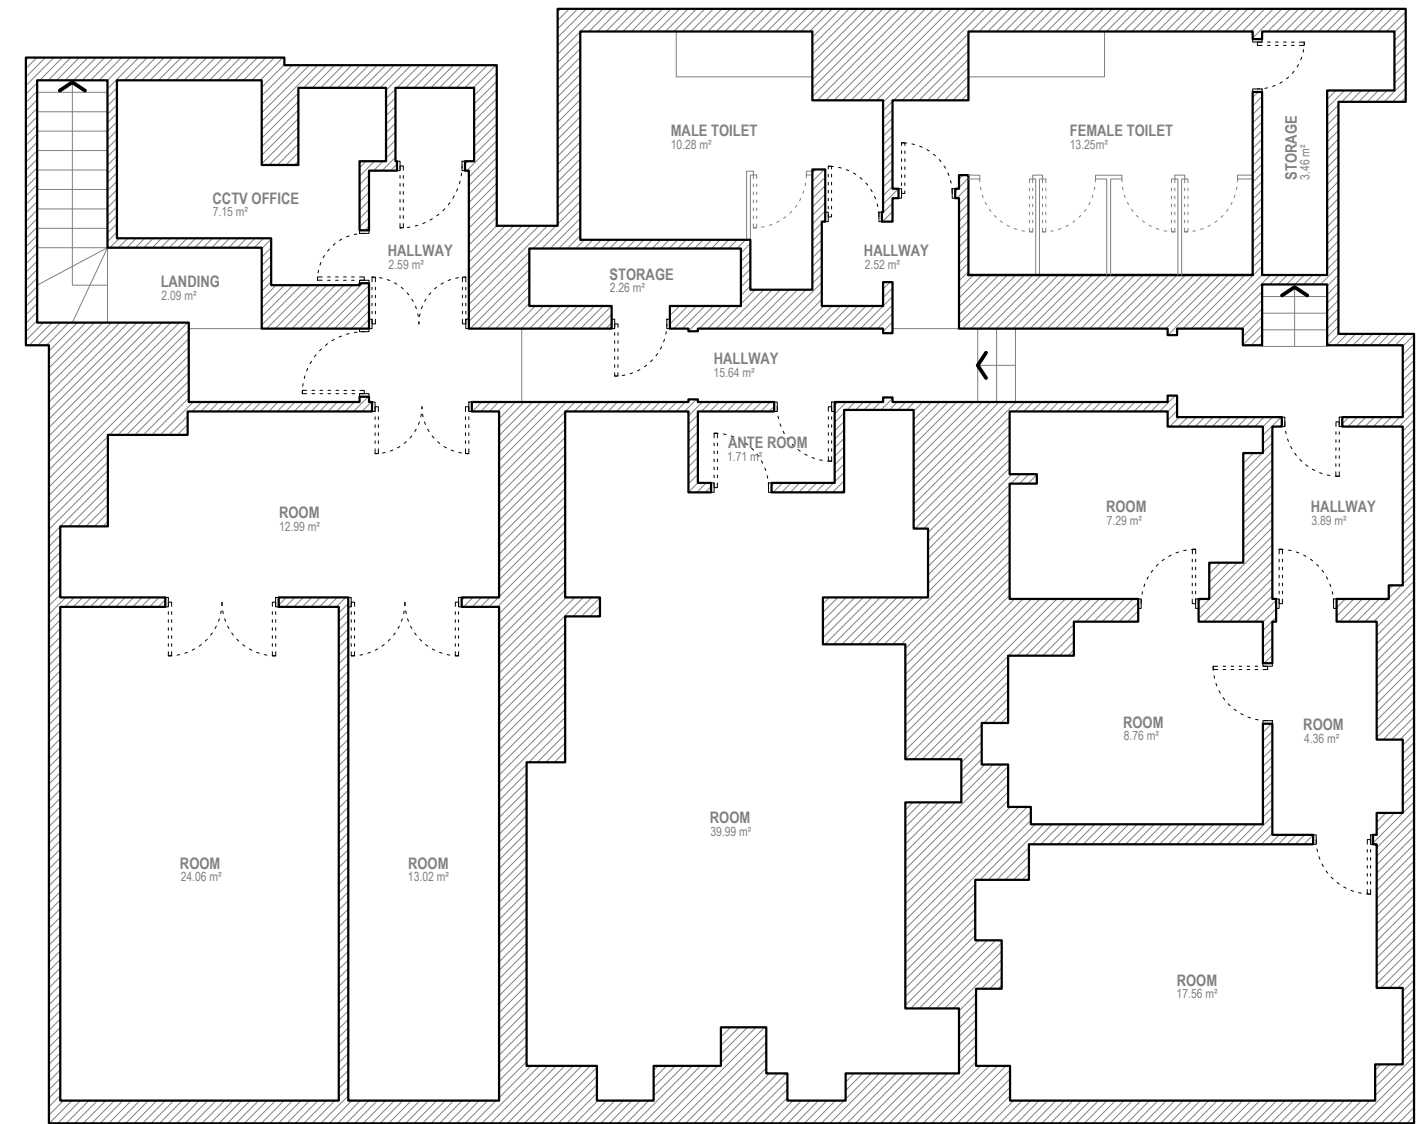 MALE TOILET
10.28 m²
FEMALE TOILET
13.25m²
STORAGE
3.46 m²
CCTV OFFICE
7.15 m²
HALLWAY
2.59 m²
HALLWAY
2.52 m²
LANDING
2.09 m²
STORAGE
2.26 m²
HALLWAY
15.64 m²
ANTE ROOM
1.71 m²
ROOM
12.99 m²
ROOM
7.29 m²
HALLWAY
3.89 m²
ROOM
8.76 m²
ROOM
4.36 m²
ROOM
39.99 m²
ROOM
24.06 m²
ROOM
13.02 m²
ROOM
17.56 m²